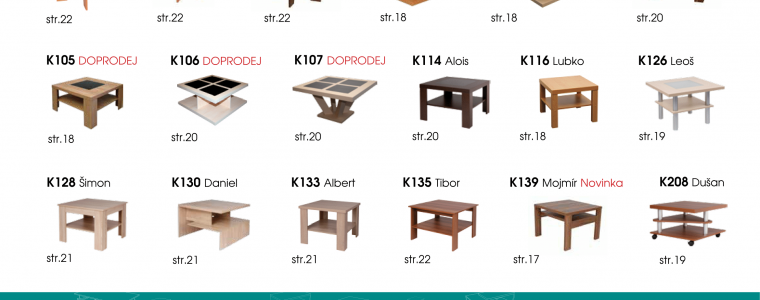 str.22 str.22 str.18 str.18 str.20
K105 DOPRODEJ K106 DOPRODEJ K107 DOPRODEJ K114 Alois K116 Lubko K126 Leoš
str.18 str.20 str.20 str.20 str.18 str.19
K128 Šimon K130 Daniel K133 Albert K135 Tibor K139 Mojmír Novinka K208 Dušan
str.21 str.21 str.21 str.22 str.17 str.19